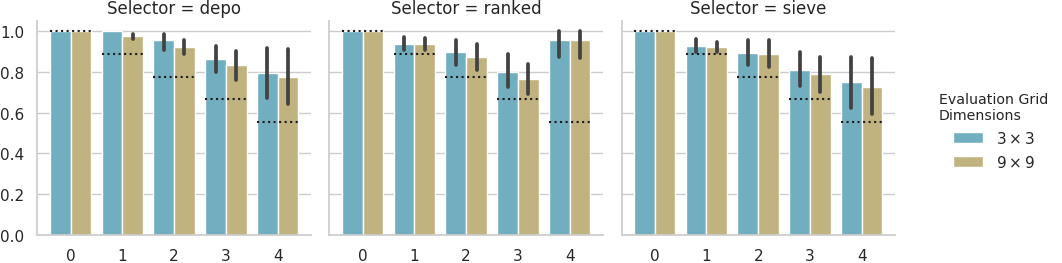 Selector = depo
Selector = ranked
Selector = sieve
1.0
0.8
0.6
0.4
0.2
0.0
0 1 2 3 4
0 1 2 3 4
0 1 2 3 4
Evaluation Grid
Dimensions
3 × 3
9 × 9